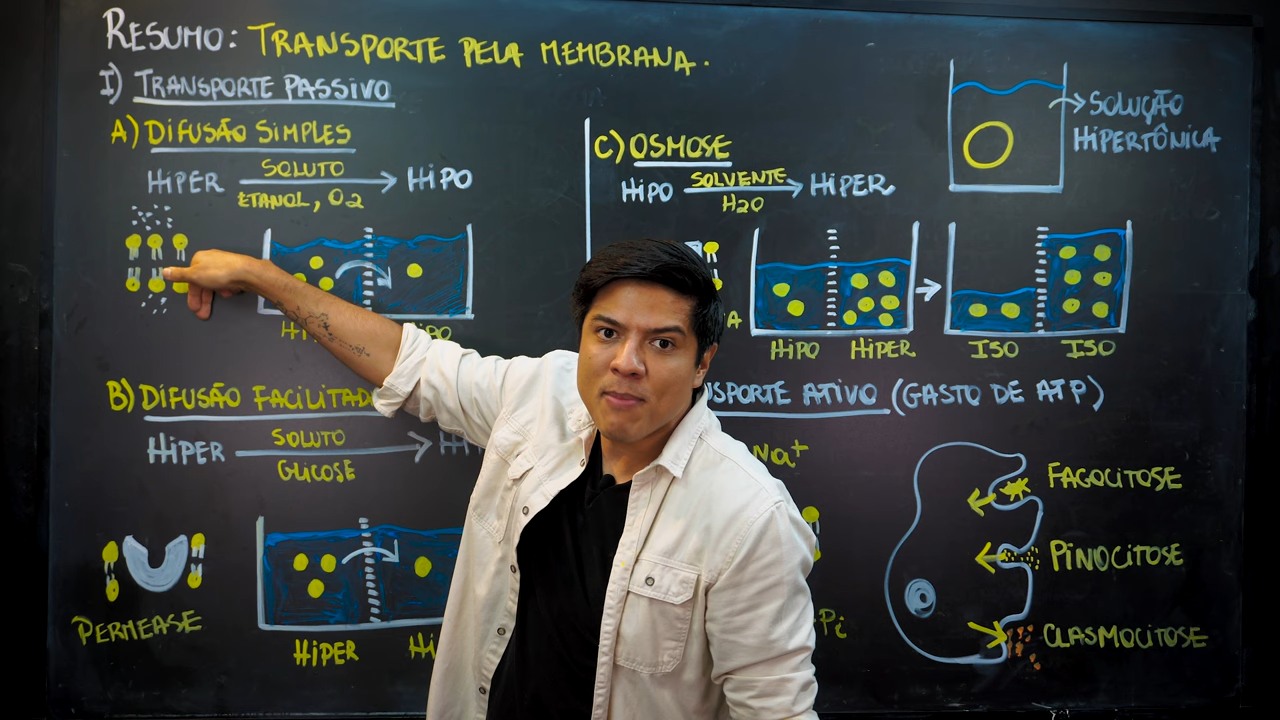 RESUMO: TRANSPORTE PELA MEMBRANA.
I) TRANSPORTE PASSIVO
A) DIFUSÃO SIMPLES
SOLUTO
HIPER → HIPO
ETANOL, O2
B) DIFUSÃO FACILITAD
SOLUTO
HIPER →
GLICOSE
PERMEASE
HIPER
C) OSMOSE
SOLVENTE
HIPO → HIPER
H2O
→ SOLUÇÃO
HIPERTÔNICA
HIPO HIPER
ISO ISO
ATIVO (GASTO DE ATP)
Na+
Pi
FAGOCITOSE
PINOCITOSE
CLASMOCITOSE